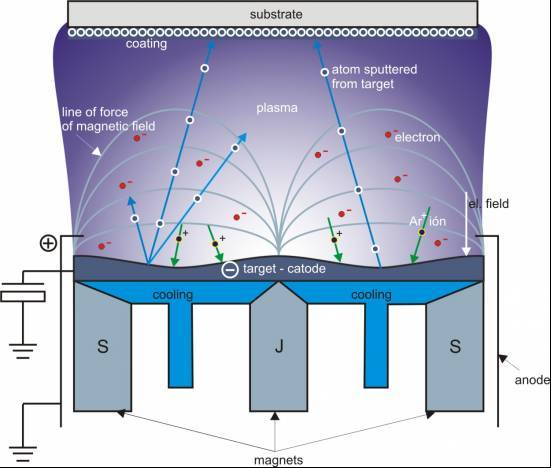 substrate
coating
atom sputtered
from target
plasma
line of force
of magnetic field
-
electron
-
-
-
-
-
-
-
el. field
Ar+ ión
+
+
+
+
-
target - catode
cooling
cooling
S
J
S
anode
magnets